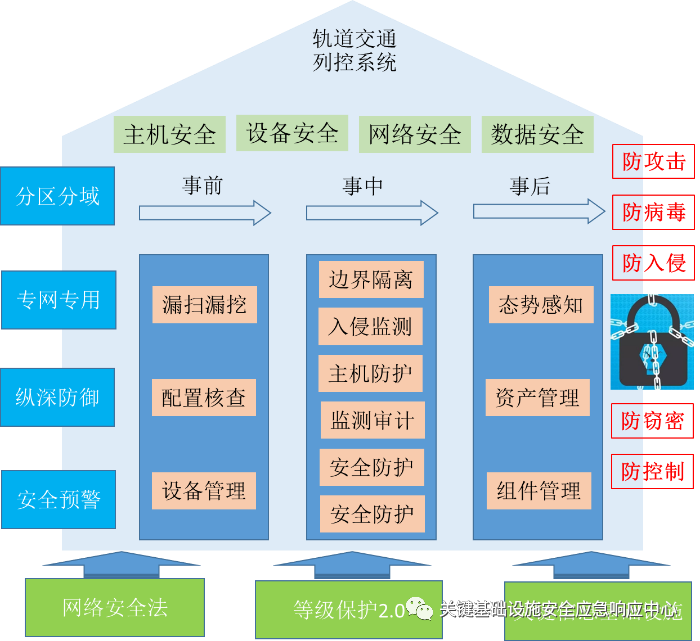 轨道交通
列控系统
主机安全
设备安全
网络安全
数据安全
分区分域
专网专用
纵深防御
安全预警
事前
事中
事后
漏扫漏挖
配置核查
设备管理
边界隔离
入侵监测
主机防护
监测审计
安全防护
安全防护
态势感知
资产管理
组件管理
防攻击
防病毒
防入侵
防窃密
防控制
网络安全法
等级保护2.0
关键基础设施安全应急响应中心